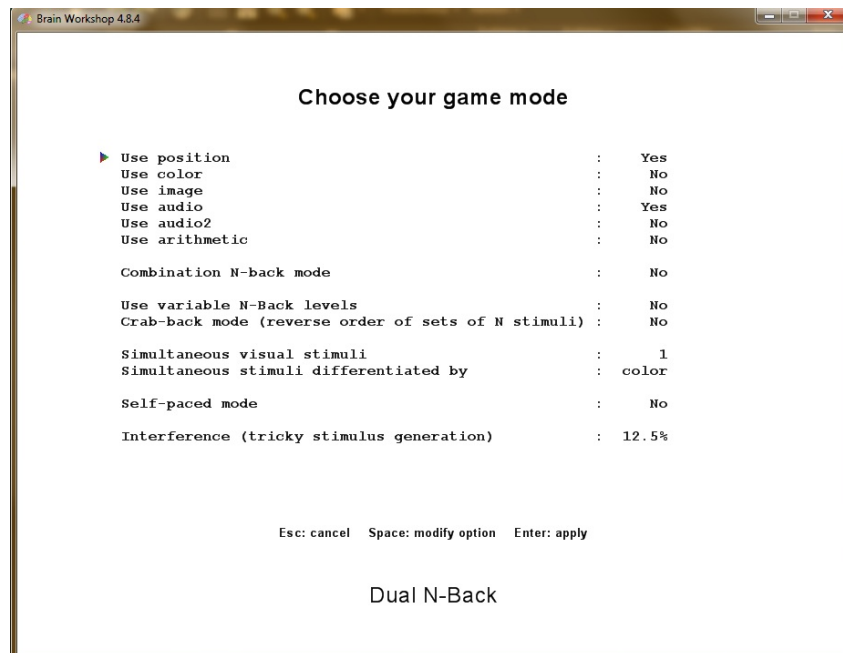 Brain Workshop 4.8.4
Choose your game mode
Use position : Yes
Use color : No
Use image : No
Use audio : Yes
Use audio2 : No
Use arithmetic : No
Combination N-back mode : No
Use variable N-Back levels : No
Crab-back mode (reverse order of sets of N stimuli) : No
Simultaneous visual stimuli : 1
Simultaneous stimuli differentiated by : color
Self-paced mode : No
Interference (tricky stimulus generation) : 12.5%
Esc: cancel Space: modify option Enter: apply
Dual N-Back